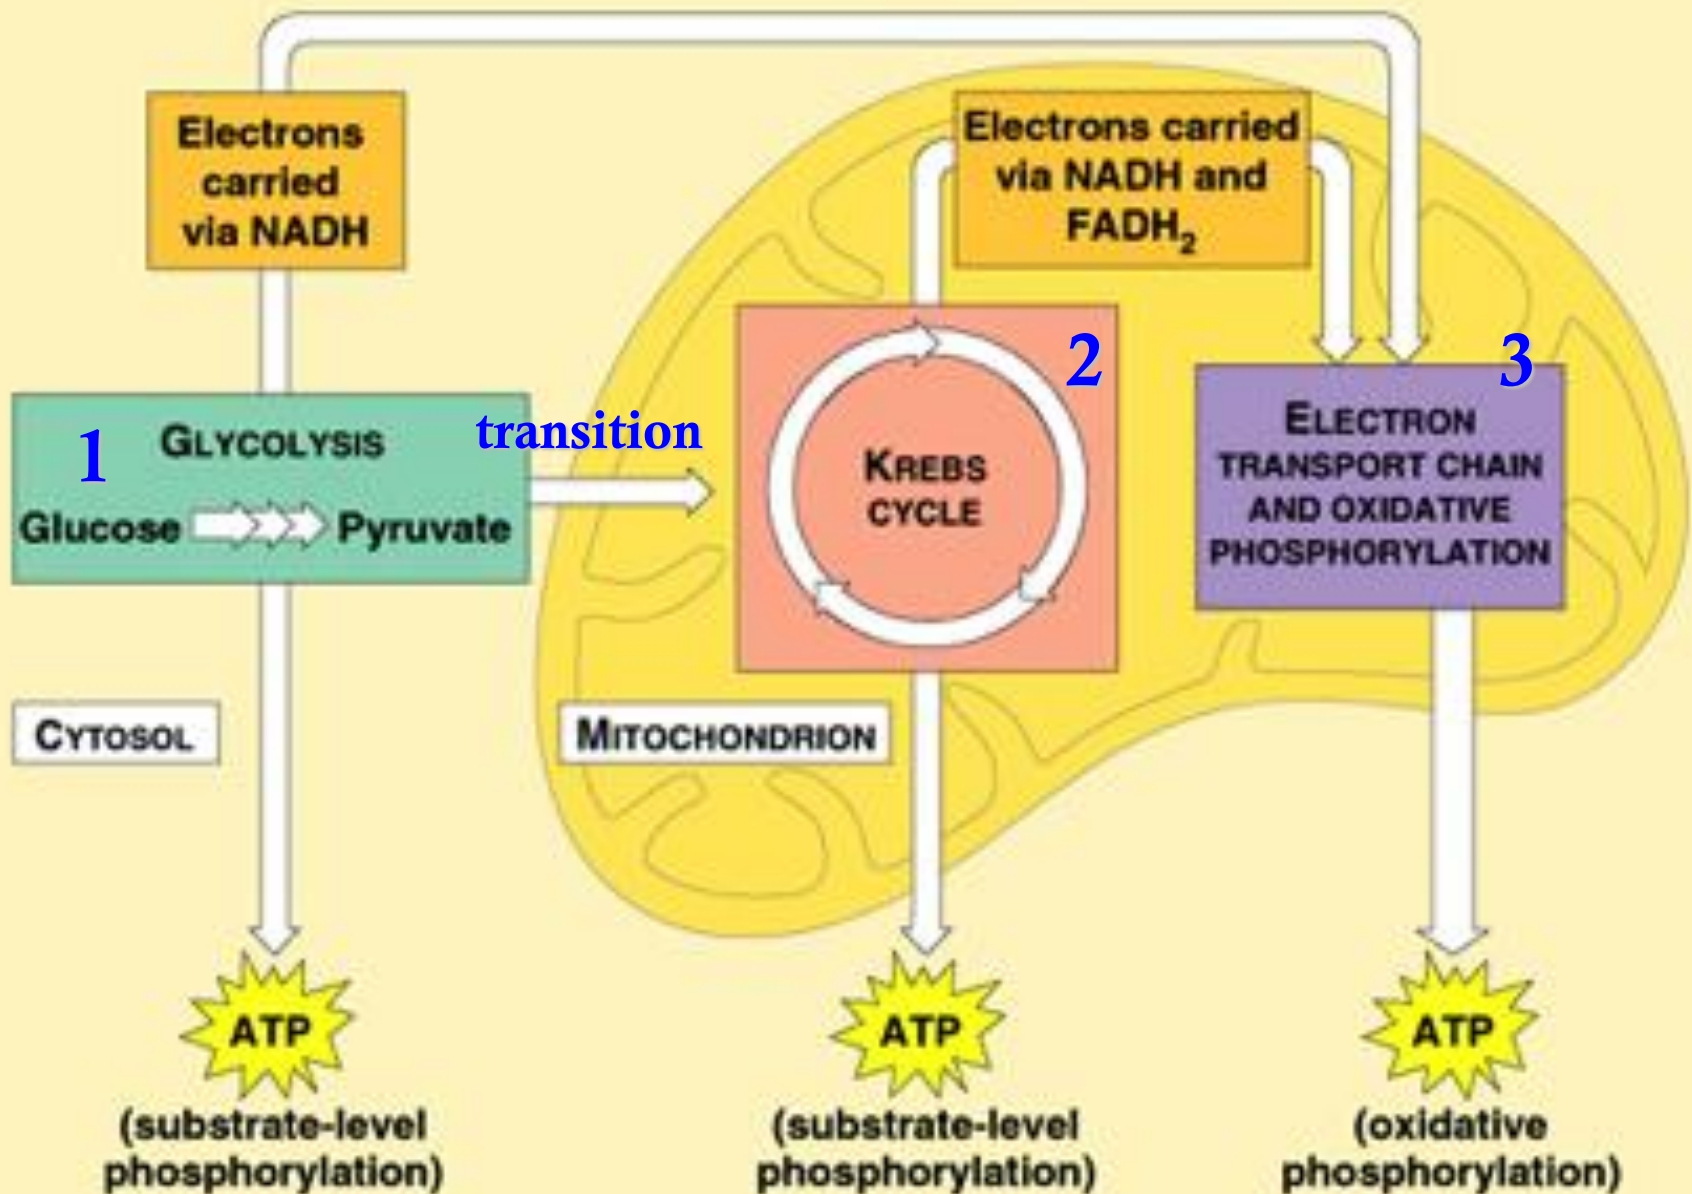 Electrons
carried
via NADH
Electrons carried
via NADH and
FADH2
1
GLYCOLYSIS
Glucose Pyruvate
transition
2
KREBS
CYCLE
3
ELECTRON
TRANSPORT CHAIN
AND OXIDATIVE
PHOSPHORYLATION
CYTOSOL
MITOCHONDRION
ATP
(substrate-level
phosphorylation)
ATP
(substrate-level
phosphorylation)
ATP
(oxidative
phosphorylation)